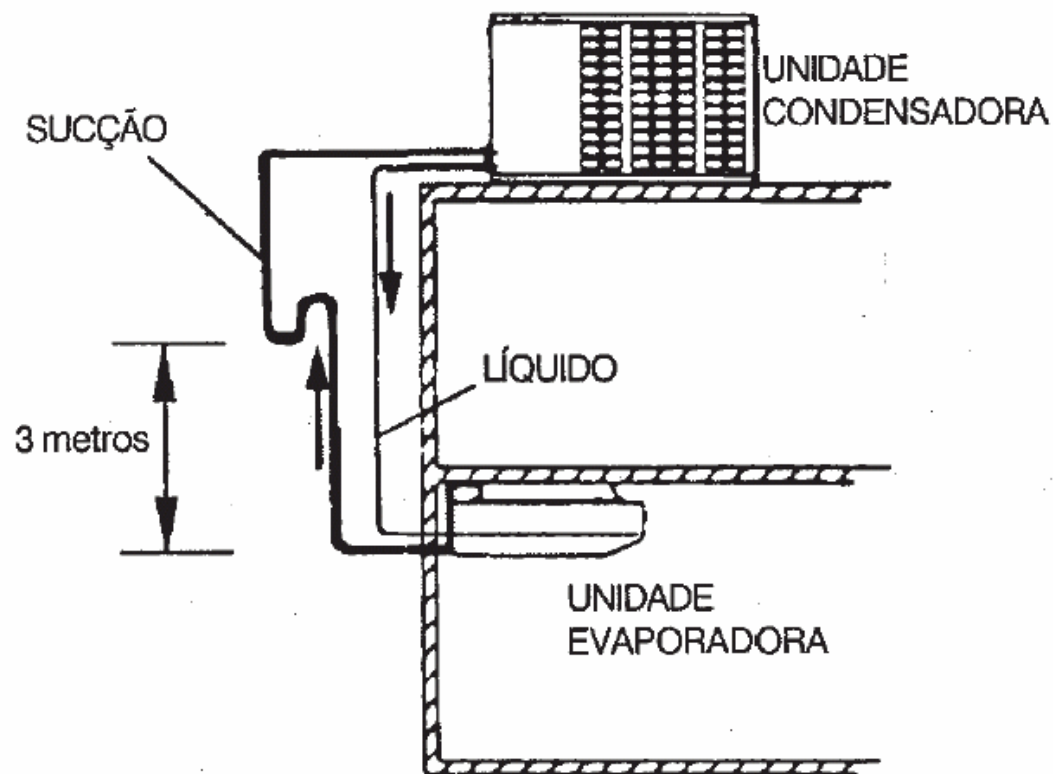 UNIDADE
CONDENSADORA
SUCÇÃO
LÍQUIDO
3 metros
UNIDADE
EVAPORADORA